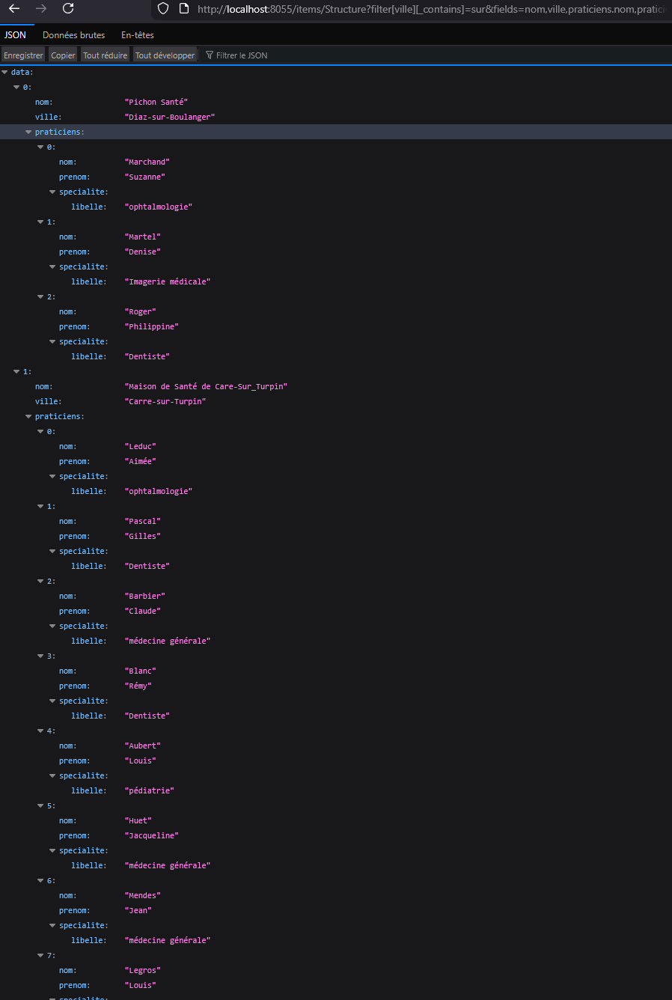 http://localhost:8055/items/Structure?filter[ville][_contains]=sur&fields=nom,ville,praticiens.nom,pratici
JSON Données brutes En-têtes
Enregistrer Copier Tout réduire Tout développer Filtrer le JSON
data:
0:
nom: "Pichon Santé"
ville: "Diaz-sur-Boulanger"
praticiens:
0:
nom: "Marchand"
prenom: "Suzanne"
specialite:
libelle: "ophtalmologie"
1:
nom: "Martel"
prenom: "Denise"
specialite:
libelle: "Imagerie médicale"
2:
nom: "Roger"
prenom: "Philippine"
specialite:
libelle: "Dentiste"
1:
nom: "Maison de Santé de Care-Sur_Turpin"
ville: "Carre-sur-Turpin"
praticiens:
0:
nom: "Leduc"
prenom: "Aimée"
specialite:
libelle: "ophtalmologie"
1:
nom: "Pascal"
prenom: "Gilles"
specialite:
libelle: "Dentiste"
2:
nom: "Barbier"
prenom: "Claude"
specialite:
libelle: "médecine générale"
3:
nom: "Blanc"
prenom: "Rémy"
specialite:
libelle: "Dentiste"
4:
nom: "Aubert"
prenom: "Louis"
specialite:
libelle: "pédiatrie"
5:
nom: "Huet"
prenom: "Jacqueline"
specialite:
libelle: "médecine générale"
6:
nom: "Mendes"
prenom: "Jean"
specialite:
libelle: "médecine générale"
7:
nom: "Legros"
prenom: "Louis"
specialite: